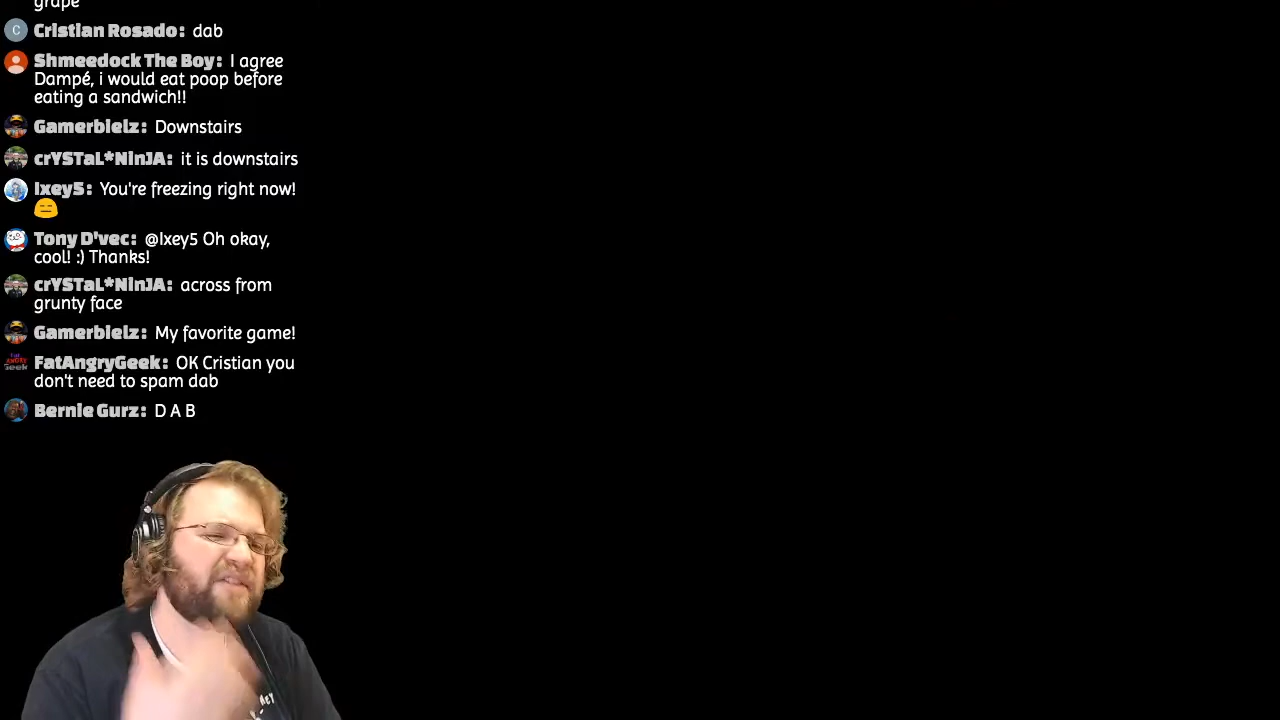 grape
Cristian Rosado: dab
Shmeedock The Boy: I agree
Dampé, i would eat poop before
eating a sandwich!!
Gamerbielz: Downstairs
crYSTaL*NinJA: it is downstairs
Ixey5: You're freezing right now!
Tony D'vec: @Ixey5 Oh okay,
cool! :) Thanks!
crYSTaL*NinJA: across from
grunty face
Gamerbielz: My favorite game!
FatAngryGeek: OK Cristian you
don't need to spam dab
Bernie Gurz: D A B